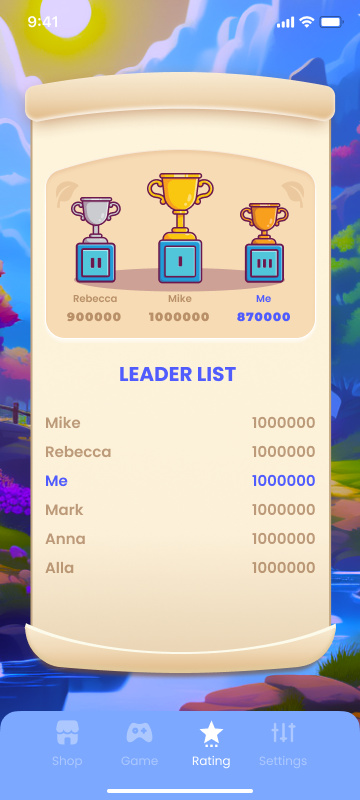 9:41
II I III
Rebecca Mike Me
900000 1000000 870000
LEADER LIST
Mike 1000000
Rebecca 1000000
Me 1000000
Mark 1000000
Anna 1000000
Alla 1000000
Shop Game Rating Settings